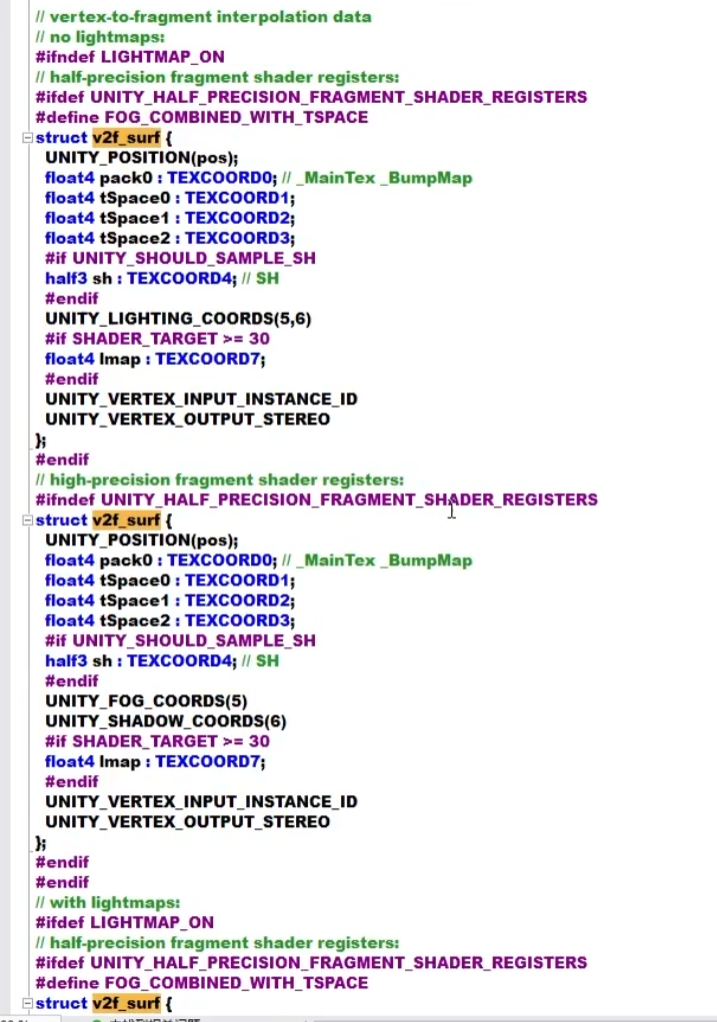 // vertex-to-fragment interpolation data
// no lightmaps:
#ifndef LIGHTMAP_ON
// half-precision fragment shader registers:
#ifdef UNITY_HALF_PRECISION_FRAGMENT_SHADER_REGISTERS
#define FOG_COMBINED_WITH_TSPACE
struct v2f_surf {
UNITY_POSITION(pos);
float4 pack0 : TEXCOORD0; // _MainTex _BumpMap
float4 tSpace0 : TEXCOORD1;
float4 tSpace1 : TEXCOORD2;
float4 tSpace2 : TEXCOORD3;
#if UNITY_SHOULD_SAMPLE_SH
half3 sh : TEXCOORD4; // SH
#endif
UNITY_LIGHTING_COORDS(5,6)
#if SHADER_TARGET >= 30
float4 lmap : TEXCOORD7;
#endif
UNITY_VERTEX_INPUT_INSTANCE_ID
UNITY_VERTEX_OUTPUT_STEREO
};
#endif
// high-precision fragment shader registers:
#ifndef UNITY_HALF_PRECISION_FRAGMENT_SHADER_REGISTERS
struct v2f_surf {
UNITY_POSITION(pos);
float4 pack0 : TEXCOORD0; // _MainTex _BumpMap
float4 tSpace0 : TEXCOORD1;
float4 tSpace1 : TEXCOORD2;
float4 tSpace2 : TEXCOORD3;
#if UNITY_SHOULD_SAMPLE_SH
half3 sh : TEXCOORD4; // SH
#endif
UNITY_FOG_COORDS(5)
UNITY_SHADOW_COORDS(6)
#if SHADER_TARGET >= 30
float4 lmap : TEXCOORD7;
#endif
UNITY_VERTEX_INPUT_INSTANCE_ID
UNITY_VERTEX_OUTPUT_STEREO
};
#endif
#endif
// with lightmaps:
#ifdef LIGHTMAP_ON
// half-precision fragment shader registers:
#ifdef UNITY_HALF_PRECISION_FRAGMENT_SHADER_REGISTERS
#define FOG_COMBINED_WITH_TSPACE
struct v2f_surf {